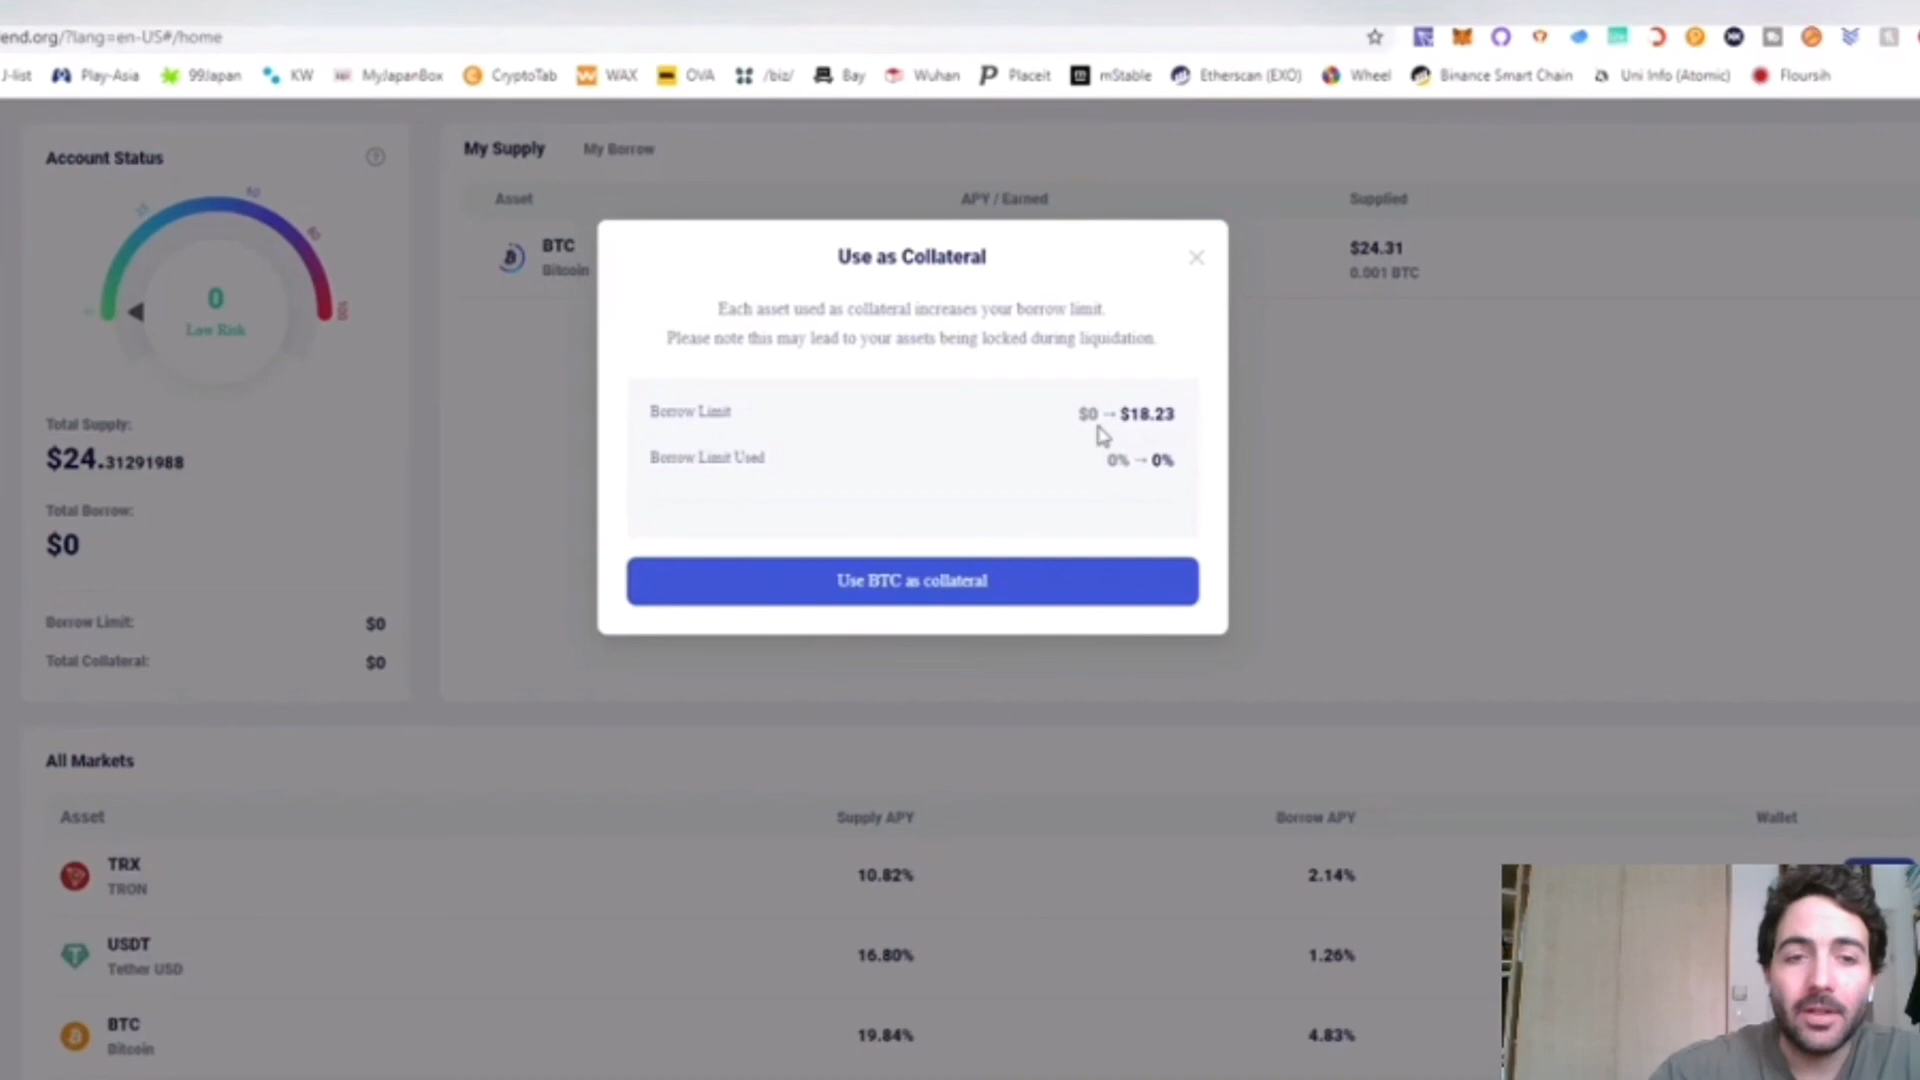 end.org/?lang=en-US#/home
J-list Play-Asia 99Japan KW MyJapanBox CryptoTab WAX OVA /biz/ Bay Wuhan Placeit mStable Etherscan (EXO) Wheel Binance Smart Chain Uni Info (Atomic) Floursih
Account Status
My Supply My Borrow
Asset APY / Earned Supplied
60
80
100
0
Low Risk
BTC
Bitcoin
$24.31
0.001 BTC
Use as Collateral
Each asset used as collateral increases your borrow limit.
Please note this may lead to your assets being locked during liquidation.
Borrow Limit $0 → $18.23
Borrow Limit Used 0% → 0%
Use BTC as collateral
Total Supply:
$24.31291988
Total Borrow:
$0
Borrow Limit: $0
Total Collateral: $0
All Markets
Asset Supply APY Borrow APY Wallet
TRX
TRON
10.82% 2.14%
USDT
Tether USD
16.80% 1.26%
BTC
Bitcoin
19.84% 4.83%